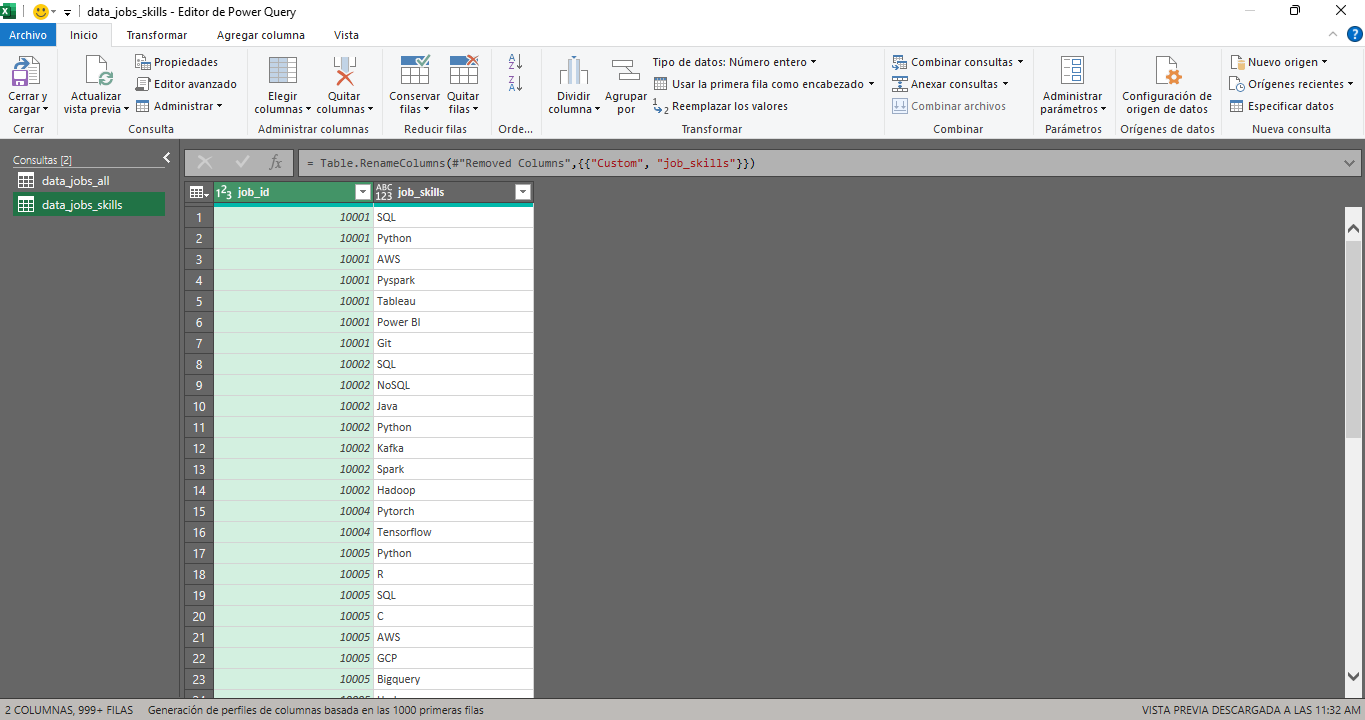 data_jobs_skills - Editor de Power Query
Archivo Inicio Transformar Agregar columna Vista
Cerrar y cargar
Cerrar
Actualizar vista previa
Propiedades
Editor avanzado
Administrar
Consulta
Elegir columnas
Quitar columnas
Administrar columnas
Conservar filas
Quitar filas
Reducir filas
A Z
Z A
Orde...
Dividir columna
Agrupar por
Tipo de datos: Número entero
Usar la primera fila como encabezado
1 2 Reemplazar los valores
Transformar
Combinar consultas
Anexar consultas
Combinar archivos
Combinar
Administrar parámetros
Parámetros
Configuración de origen de datos
Orígenes de datos
Nuevo origen
Orígenes recientes
Especificar datos
Nueva consulta
Consultas [2]
data_jobs_all
data_jobs_skills
fx = Table.RenameColumns(#"Removed Columns",{{"Custom", "job_skills"}})
123 job_id ABC 123 job_skills
1 10001 SQL
2 10001 Python
3 10001 AWS
4 10001 Pyspark
5 10001 Tableau
6 10001 Power BI
7 10001 Git
8 10002 SQL
9 10002 NoSQL
10 10002 Java
11 10002 Python
12 10002 Kafka
13 10002 Spark
14 10002 Hadoop
15 10004 Pytorch
16 10004 Tensorflow
17 10005 Python
18 10005 R
19 10005 SQL
20 10005 C
21 10005 AWS
22 10005 GCP
23 10005 Bigquery
2 COLUMNAS, 999+ FILAS Generación de perfiles de columnas basada en las 1000 primeras filas VISTA PREVIA DESCARGADA A LAS 11:32 AM